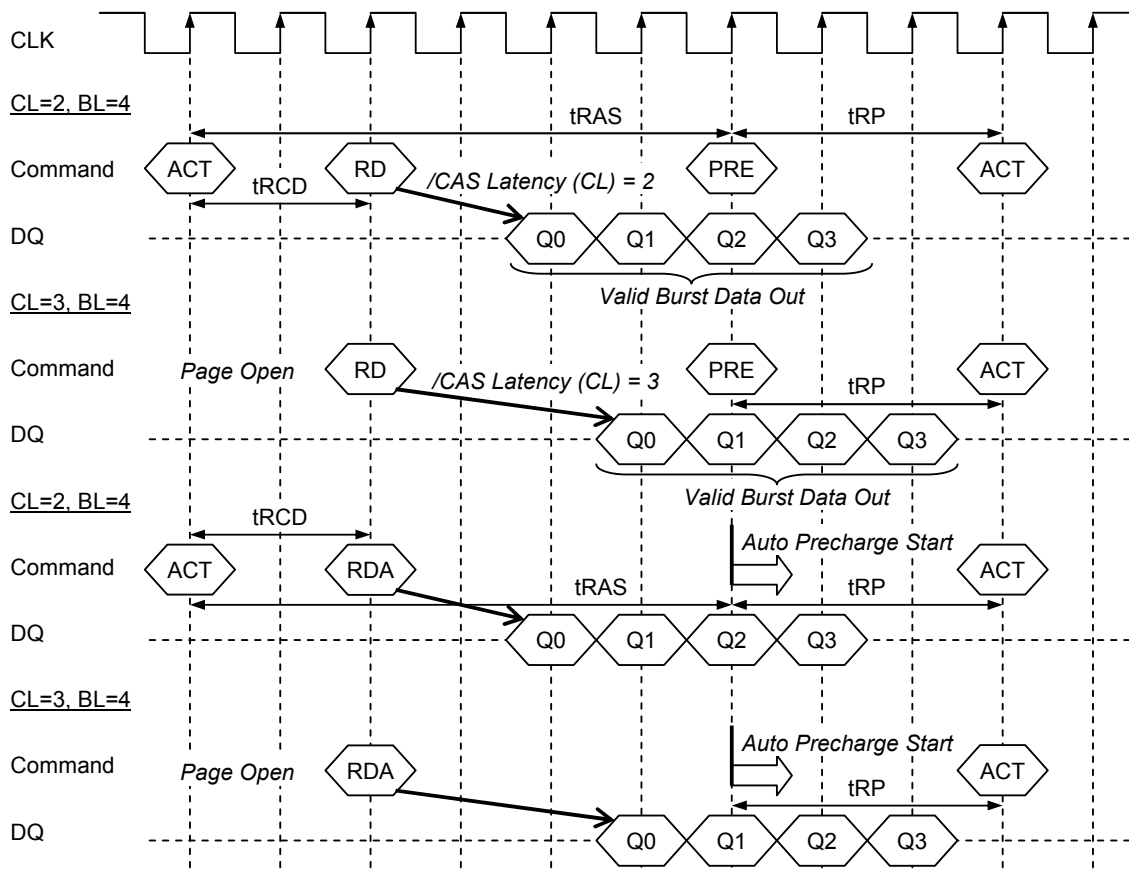 CLK
CL=2, BL=4
tRAS tRP
Command ACT RD /CAS Latency (CL) = 2 PRE ACT
tRCD
DQ Q0 Q1 Q2 Q3
Valid Burst Data Out
CL=3, BL=4
Command Page Open RD /CAS Latency (CL) = 3 PRE ACT
tRP
DQ Q0 Q1 Q2 Q3
Valid Burst Data Out
CL=2, BL=4
tRCD
Auto Precharge Start
Command ACT RDA ACT
tRAS tRP
DQ Q0 Q1 Q2 Q3
CL=3, BL=4
Auto Precharge Start
Command Page Open RDA ACT
tRP
DQ Q0 Q1 Q2 Q3